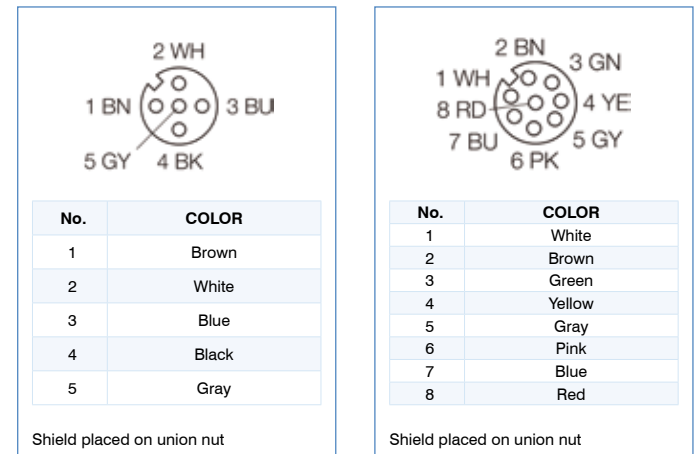 2 WH
1 BN
3 BU
5 GY
4 BK
No. COLOR
1 Brown
2 White
3 Blue
4 Black
5 Gray
Shield placed on union nut
2 BN
3 GN
1 WH
8 RD
4 YE
7 BU
5 GY
6 PK
No. COLOR
1 White
2 Brown
3 Green
4 Yellow
5 Gray
6 Pink
7 Blue
8 Red
Shield placed on union nut